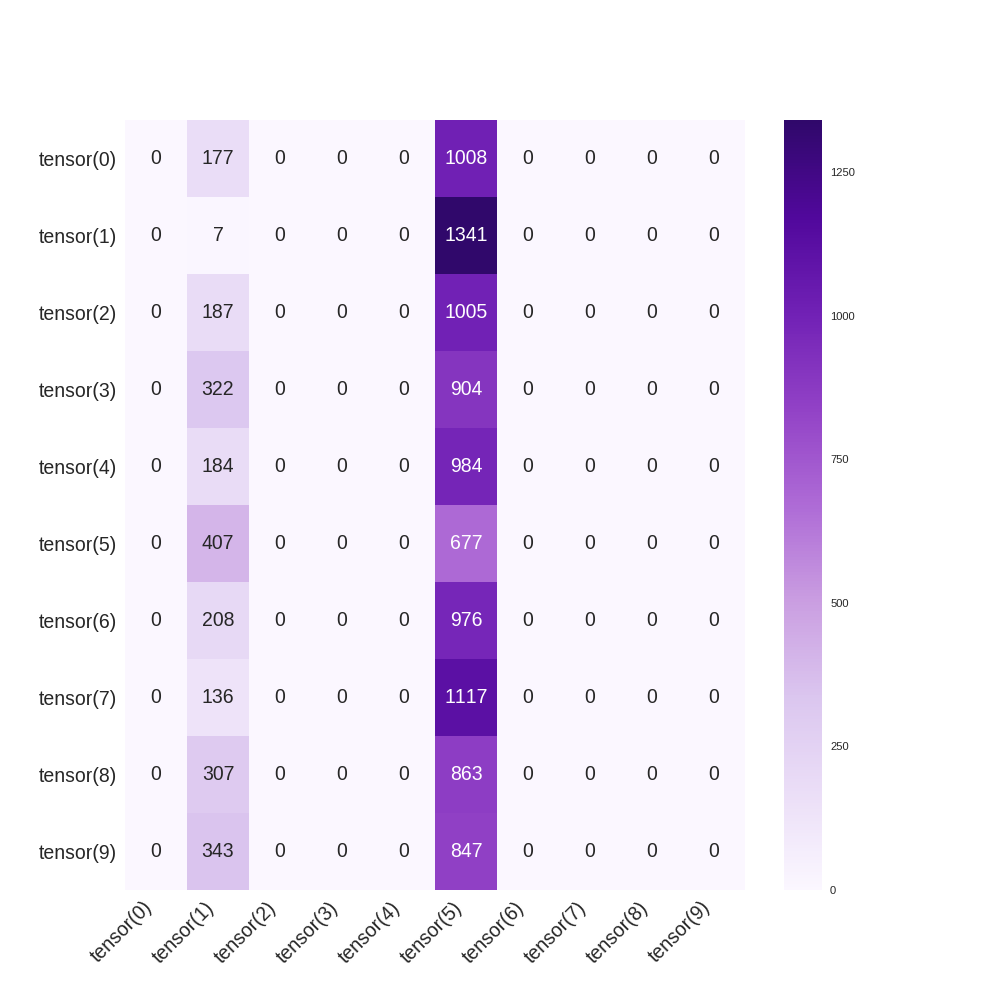 tensor(0) 0 177 0 0 0 1008 0 0 0 0
tensor(1) 0 7 0 0 0 1341 0 0 0 0
tensor(2) 0 187 0 0 0 1005 0 0 0 0
tensor(3) 0 322 0 0 0 904 0 0 0 0
tensor(4) 0 184 0 0 0 984 0 0 0 0
tensor(5) 0 407 0 0 0 677 0 0 0 0
tensor(6) 0 208 0 0 0 976 0 0 0 0
tensor(7) 0 136 0 0 0 1117 0 0 0 0
tensor(8) 0 307 0 0 0 863 0 0 0 0
tensor(9) 0 343 0 0 0 847 0 0 0 0
tensor(0) tensor(1) tensor(2) tensor(3) tensor(4) tensor(5) tensor(6) tensor(7) tensor(8) tensor(9)
1250
1000
750
500
250
0